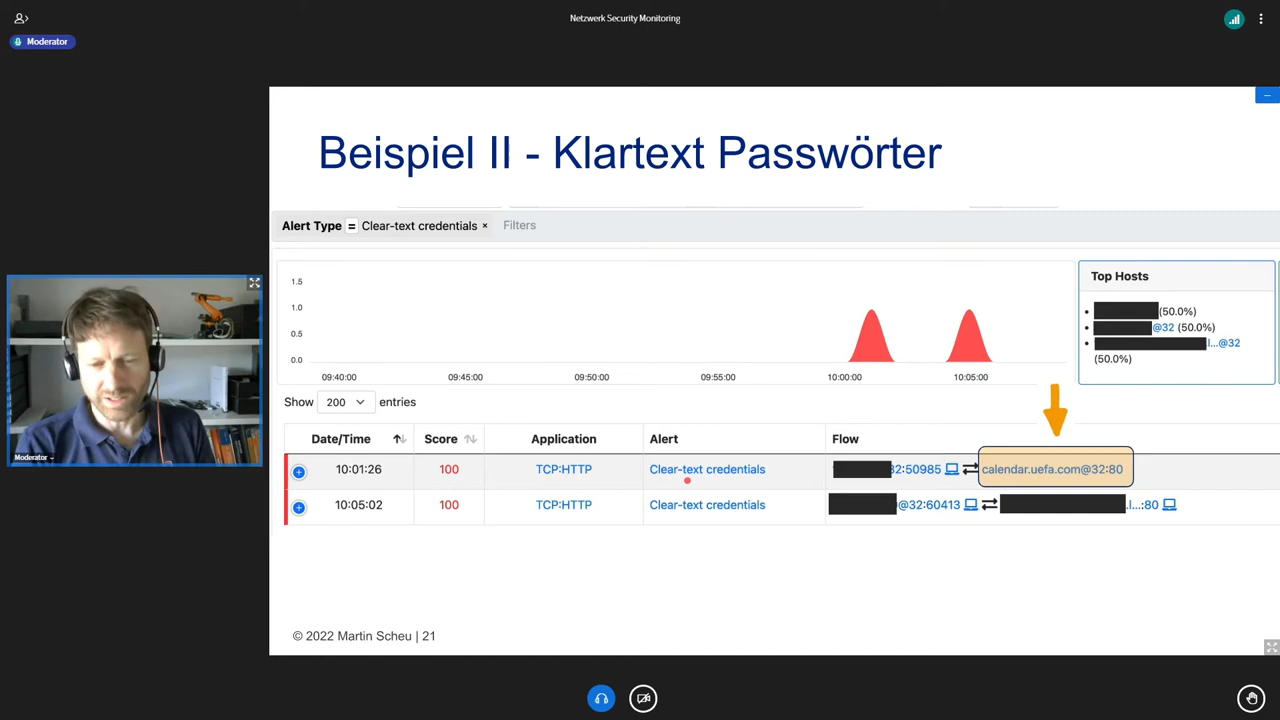 Netzwerk Security Monitoring
Moderator
Beispiel II - Klartext Passwörter
Alert Type = Clear-text credentials × Filters
1.5
1.0
0.5
0.0
09:40:00 09:45:00 09:50:00 09:55:00 10:00:00 10:05:00
Top Hosts
(50.0%)
@32 (50.0%)
l...@32
(50.0%)
Show 200 entries
Date/Time Score Application Alert Flow
10:01:26 100 TCP:HTTP Clear-text credentials 2:50985 calendar.uefa.com@32:80
10:05:02 100 TCP:HTTP Clear-text credentials @32:60413 .l...:80
© 2022 Martin Scheu | 21
Moderator